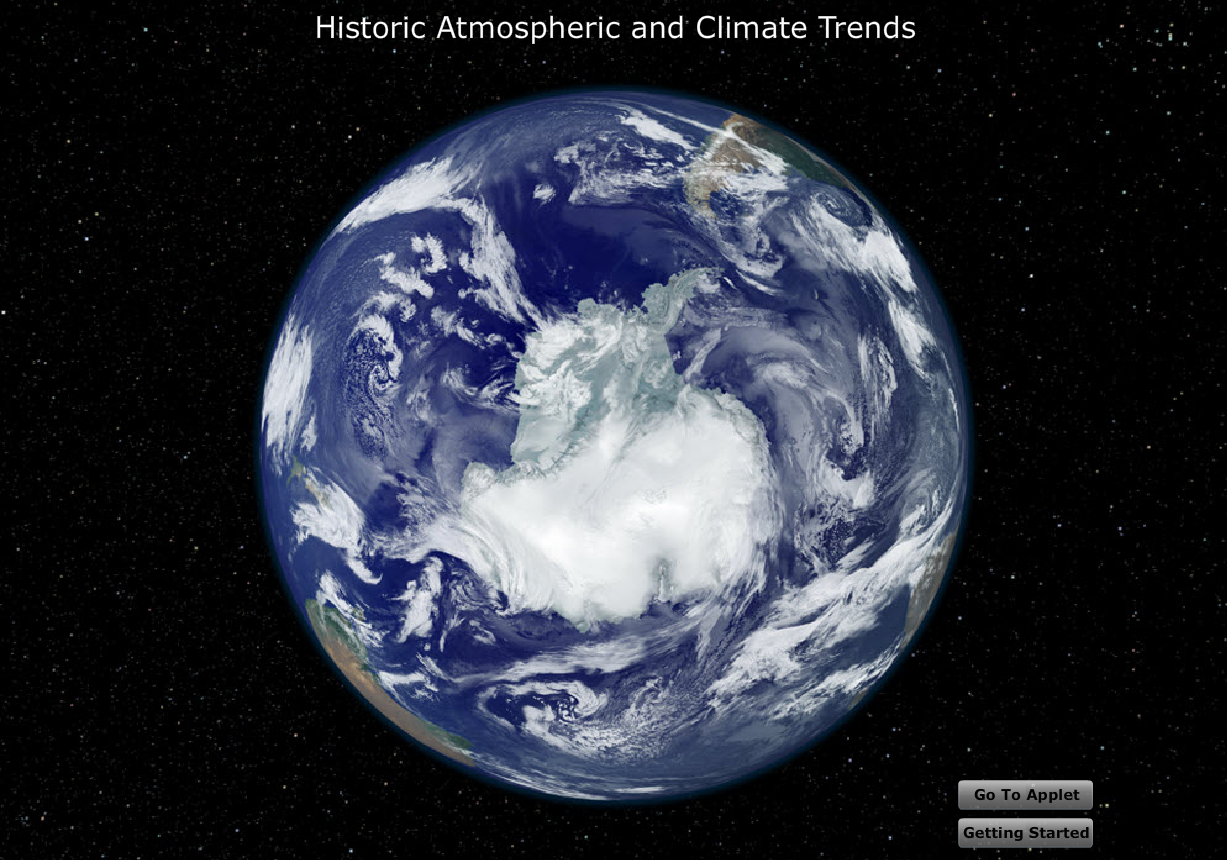 Historic Atmospheric and Climate Trends
Go To Applet
Getting Started